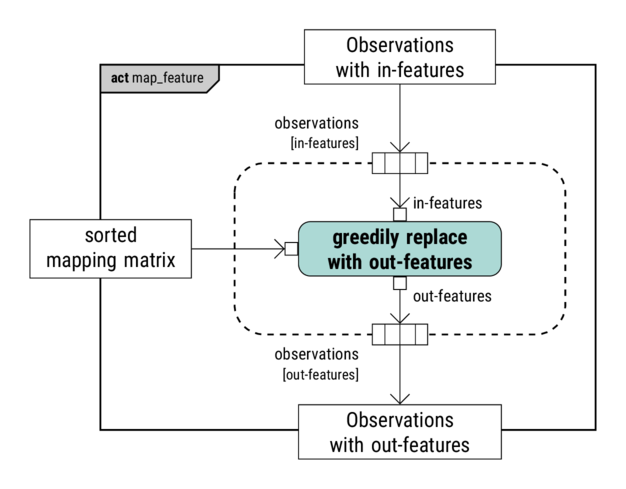 Observations
with in-features
act map_feature
observations
[in-features]
in-features
sorted
mapping matrix
greedily replace
with out-features
out-features
observations
[out-features]
Observations
with out-features